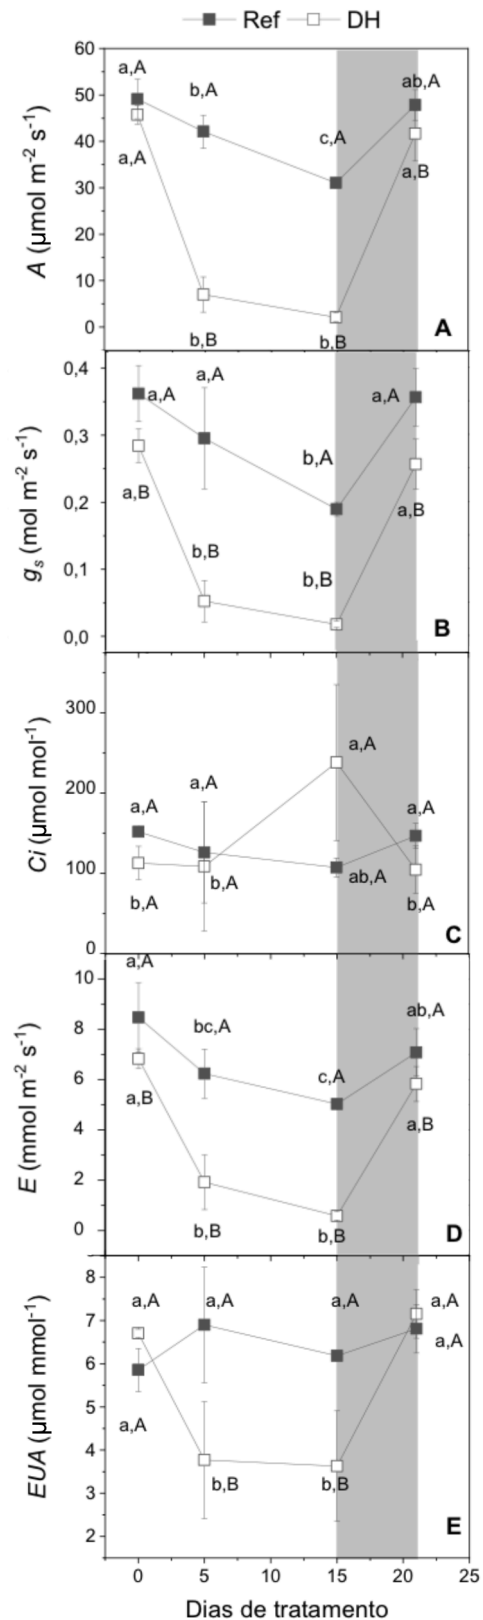 Ref DH
60
a,A
b,A
ab,A
50
c,A
40
a,A
a,B
30
20
10
0
b,B
b,B
A
A (μmol m-2 s-1)
0,4
a,A
a,A
a,A
0,3
b,A
a,B
a,B
0,2
b,B
b,B
0,1
0,0
B
gs (mol m-2 s-1)
300
a,A
200
a,A
a,A
a,A
100
b,A
ab,A
b,A
b,A
0
C
Ci (μmol mol-1)
a,A
10
bc,A
ab,A
8
c,A
6
a,B
a,B
4
2
0
b,B
b,B
D
E (mmol m-2 s-1)
8
a,A
a,A
a,A
a,A
7
a,A
6
a,A
5
4
b,B
b,B
3
2
E
EUA (μmol mmol-1)
0 5 10 15 20 25
Dias de tratamento